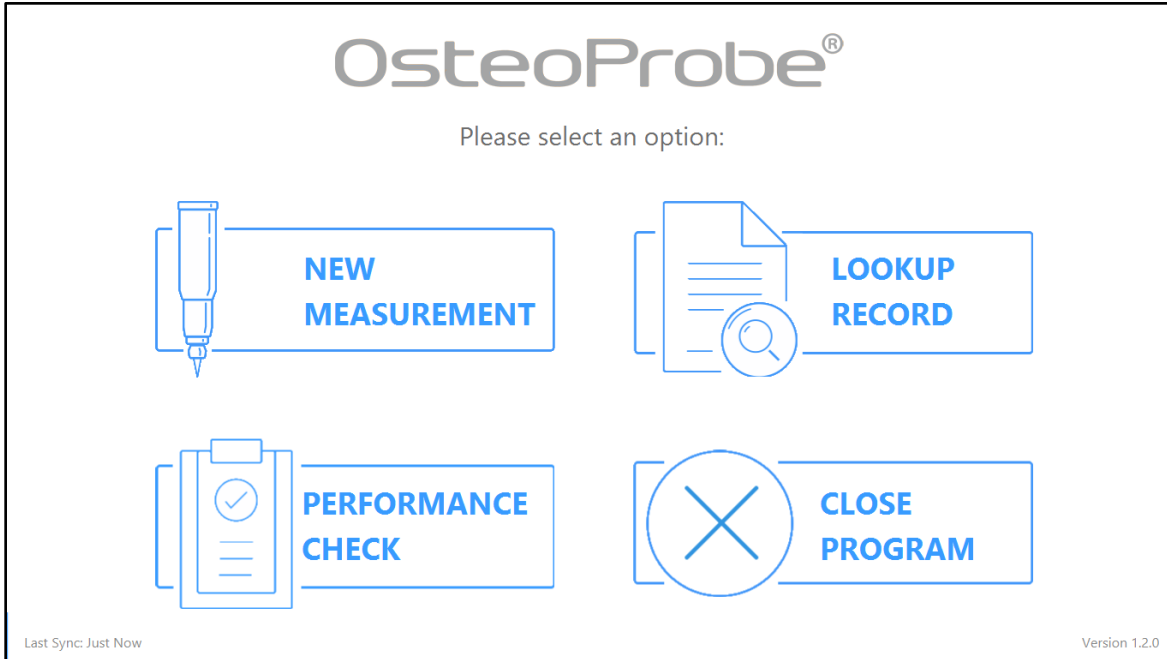 OsteoProbe®
Please select an option:
NEW
MEASUREMENT
LOOKUP
RECORD
PERFORMANCE
CHECK
CLOSE
PROGRAM
Last Sync: Just Now
Version 1.2.0